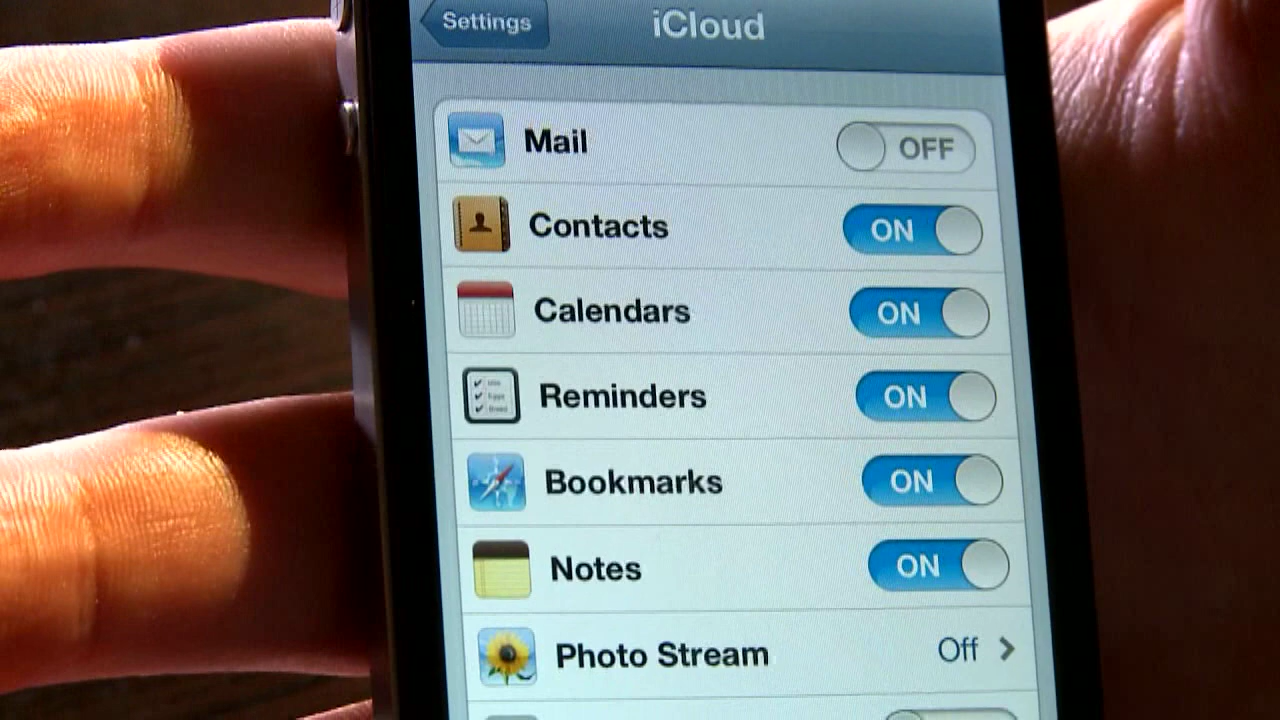 Settings
iCloud
Mail OFF
Contacts ON
Calendars ON
Reminders ON
Bookmarks ON
Notes ON
Photo Stream Off